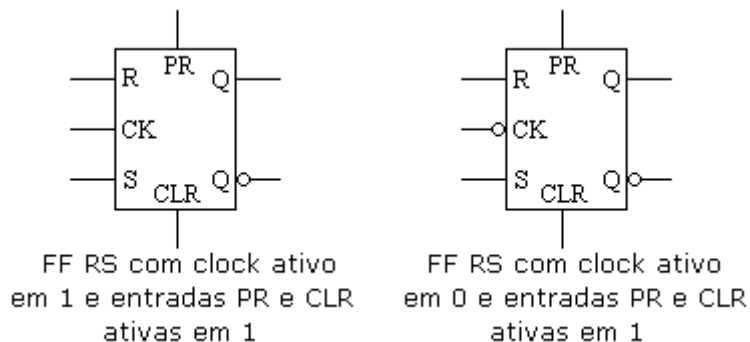 PR
R Q
CK
S Q
CLR
FF RS com clock ativo
em 1 e entradas PR e CLR
ativas em 1
PR
R Q
CK
S Q
CLR
FF RS com clock ativo
em 0 e entradas PR e CLR
ativas em 1